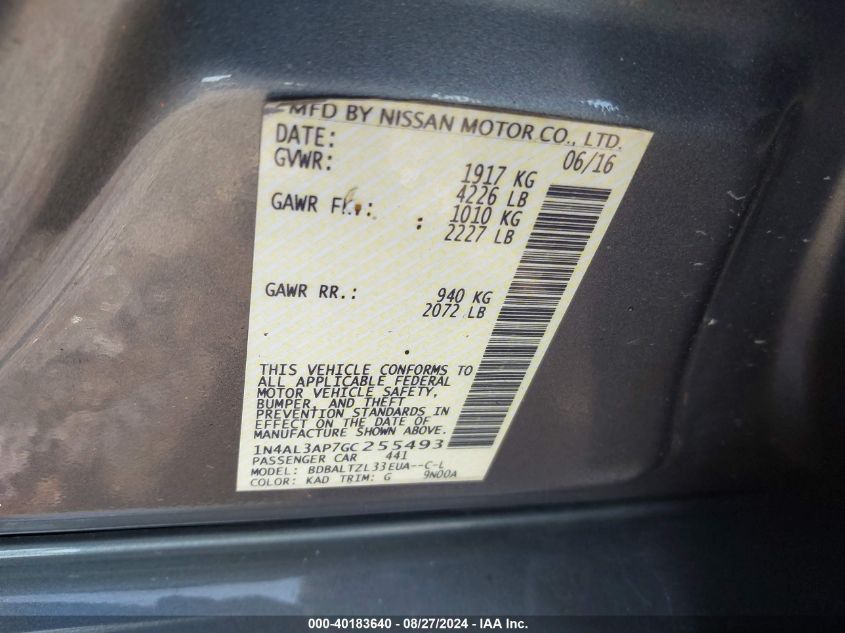 MFD BY NISSAN MOTOR CO., LTD.
DATE: 06/16
GVWR: 1917 KG
4226 LB
GAWR FR.: 1010 KG
: 2227 LB
GAWR RR.: 940 KG
2072 LB
THIS VEHICLE CONFORMS TO
ALL APPLICABLE FEDERAL
MOTOR VEHICLE SAFETY,
BUMPER, AND THEFT
PREVENTION STANDARDS IN
EFFECT ON THE DATE OF
MANUFACTURE SHOWN ABOVE.
1N4AL3AP7GC255493
PASSENGER CAR 441
MODEL: BDBALTZL33EUA--C-L
COLOR: KAD TRIM: G 9N00A
000-40183640 - 08/27/2024 - IAA Inc.